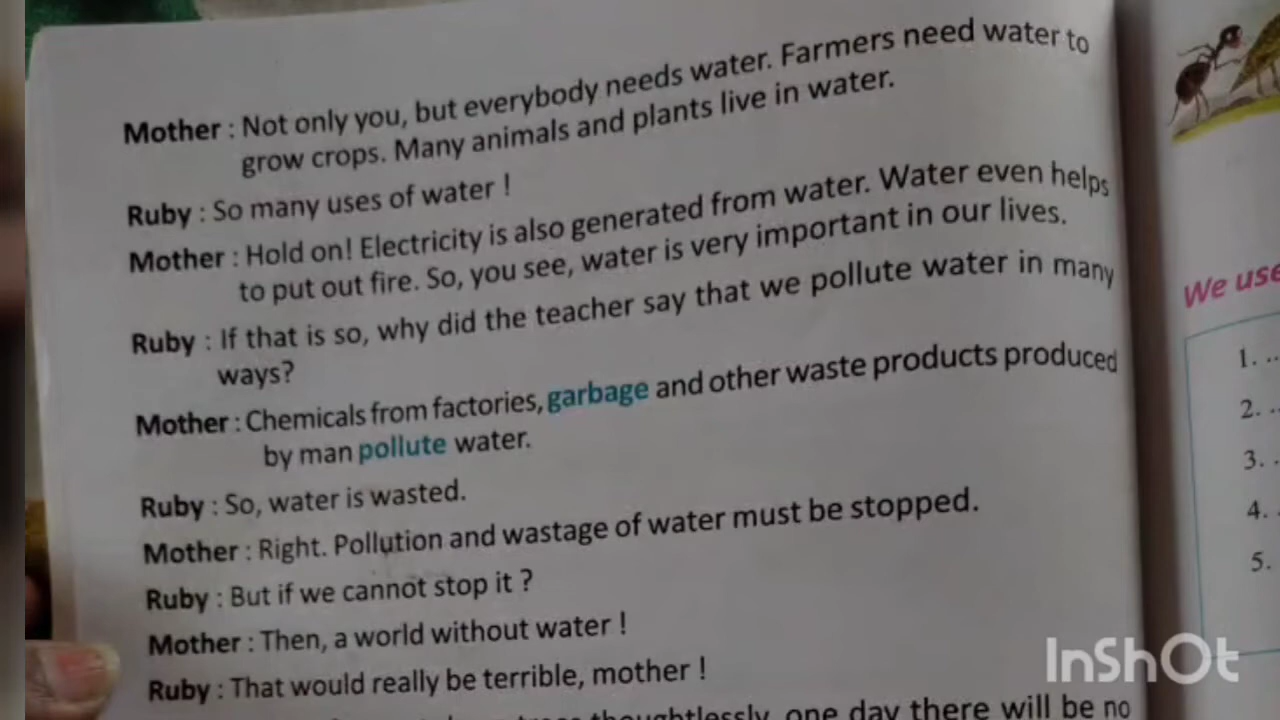 Mother : Not only you, but everybody needs water. Farmers need water to
grow crops. Many animals and plants live in water.
Ruby : So many uses of water !
Mother : Hold on! Electricity is also generated from water. Water even helps
to put out fire. So, you see, water is very important in our lives.
Ruby : If that is so, why did the teacher say that we pollute water in many
ways?
Mother : Chemicals from factories, garbage and other waste products produced
by man pollute water.
Ruby : So, water is wasted.
Mother : Right. Pollution and wastage of water must be stopped.
Ruby : But if we cannot stop it ?
Mother : Then, a world without water !
Ruby : That would really be terrible, mother !
thoughtlessly, one day there will be no
We use
1. ..
2. ..
3. .
4. .
5.
InShOt